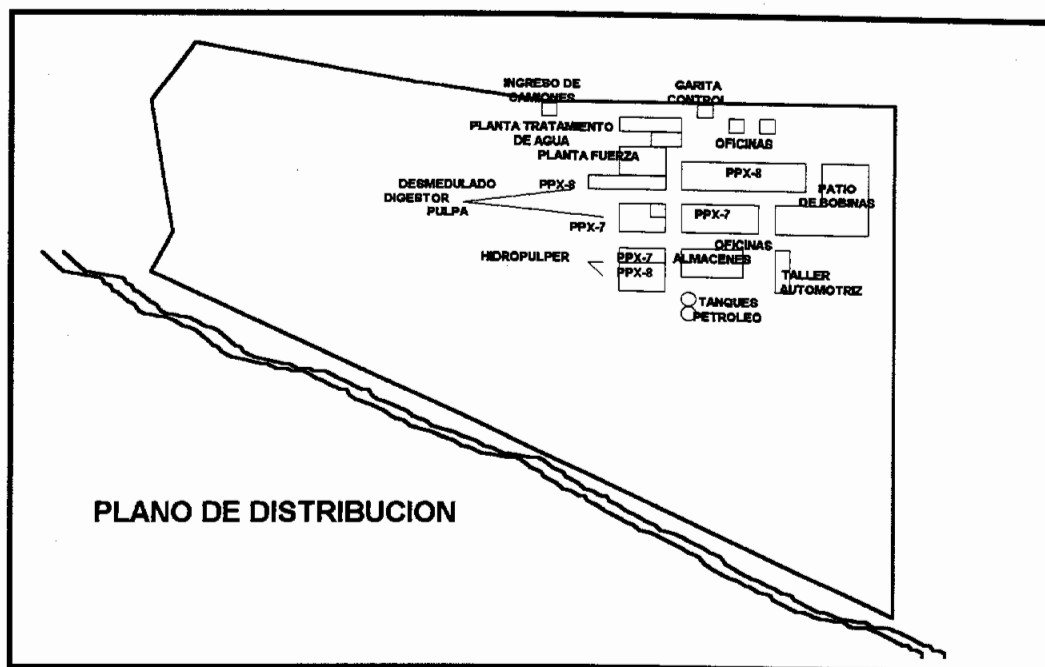 INGRESO DE
CAMIONES
GARITA
CONTROL
PLANTA TRATAMIENTO
DE AGUA
OFICINAS
PLANTA FUERZA
PPX-8
DESMEDULADO
DIGESTOR
PULPA
PPX-8
PATIO
DE BOBINAS
PPX-7
PPX-7
OFICINAS
HIDROPULPER
PPX-7
ALMACENES
PPX-8
TALLER
AUTOMOTRIZ
TANQUES
PETROLEO
PLANO DE DISTRIBUCION